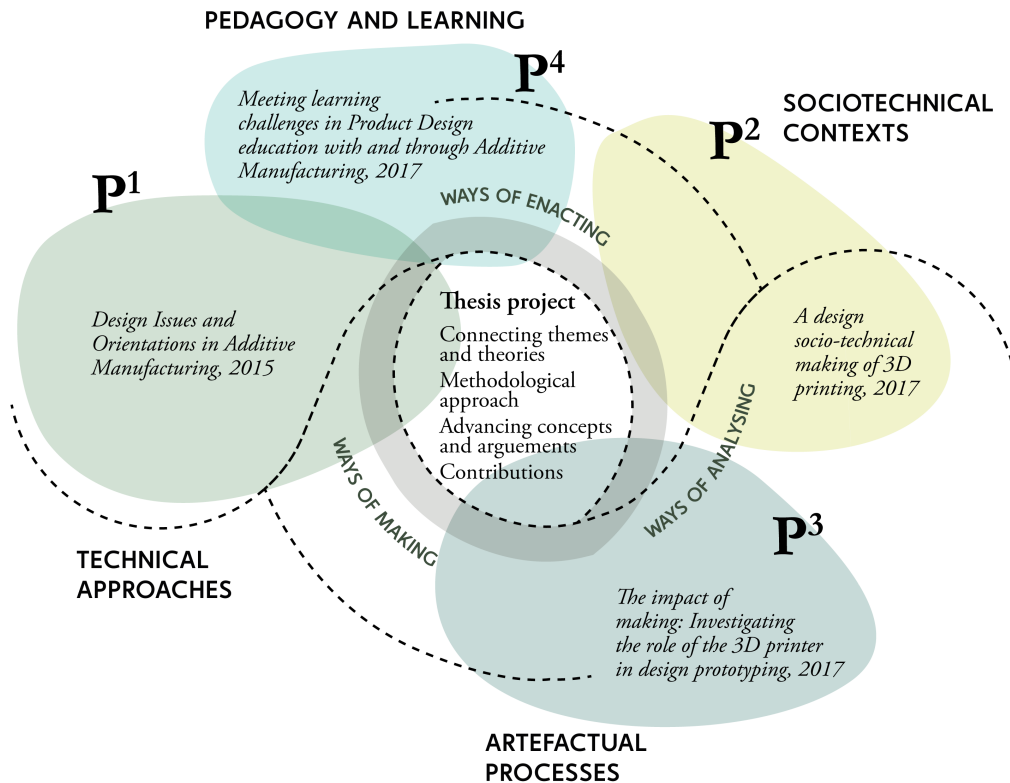 PEDAGOGY AND LEARNING
P4
Meeting learning
challenges in Product Design
education with and through Additive
Manufacturing, 2017
SOCIOTECHNICAL
CONTEXTS
P2
A design
socio-technical
making of 3D
printing, 2017
P1
Design Issues and
Orientations in Additive
Manufacturing, 2015
WAYS OF ENACTING
Thesis project
Connecting themes
and theories
Methodological
approach
Advancing concepts
and arguements
Contributions
WAYS OF MAKING
WAYS OF ANALYSING
TECHNICAL
APPROACHES
P3
The impact of
making: Investigating
the role of the 3D printer
in design prototyping, 2017
ARTEFACTUAL
PROCESSES